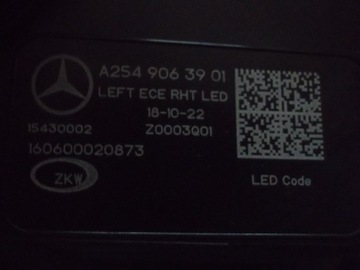 A254 906 39 01
LEFT ECE RHT LED
18-10-22
15430002 Z0003Q01
160600020873
ZKW
LED Code